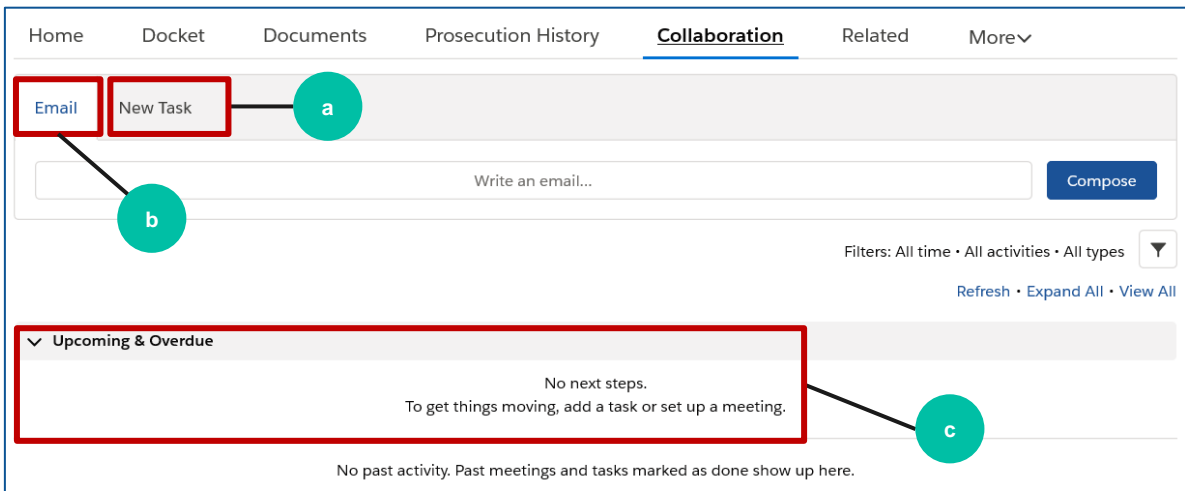 Home Docket Documents Prosecution History Collaboration Related More
Email New Task a
Write an email... Compose
b
Filters: All time • All activities • All types
Refresh • Expand All • View All
Upcoming & Overdue
No next steps.
To get things moving, add a task or set up a meeting.
c
No past activity. Past meetings and tasks marked as done show up here.